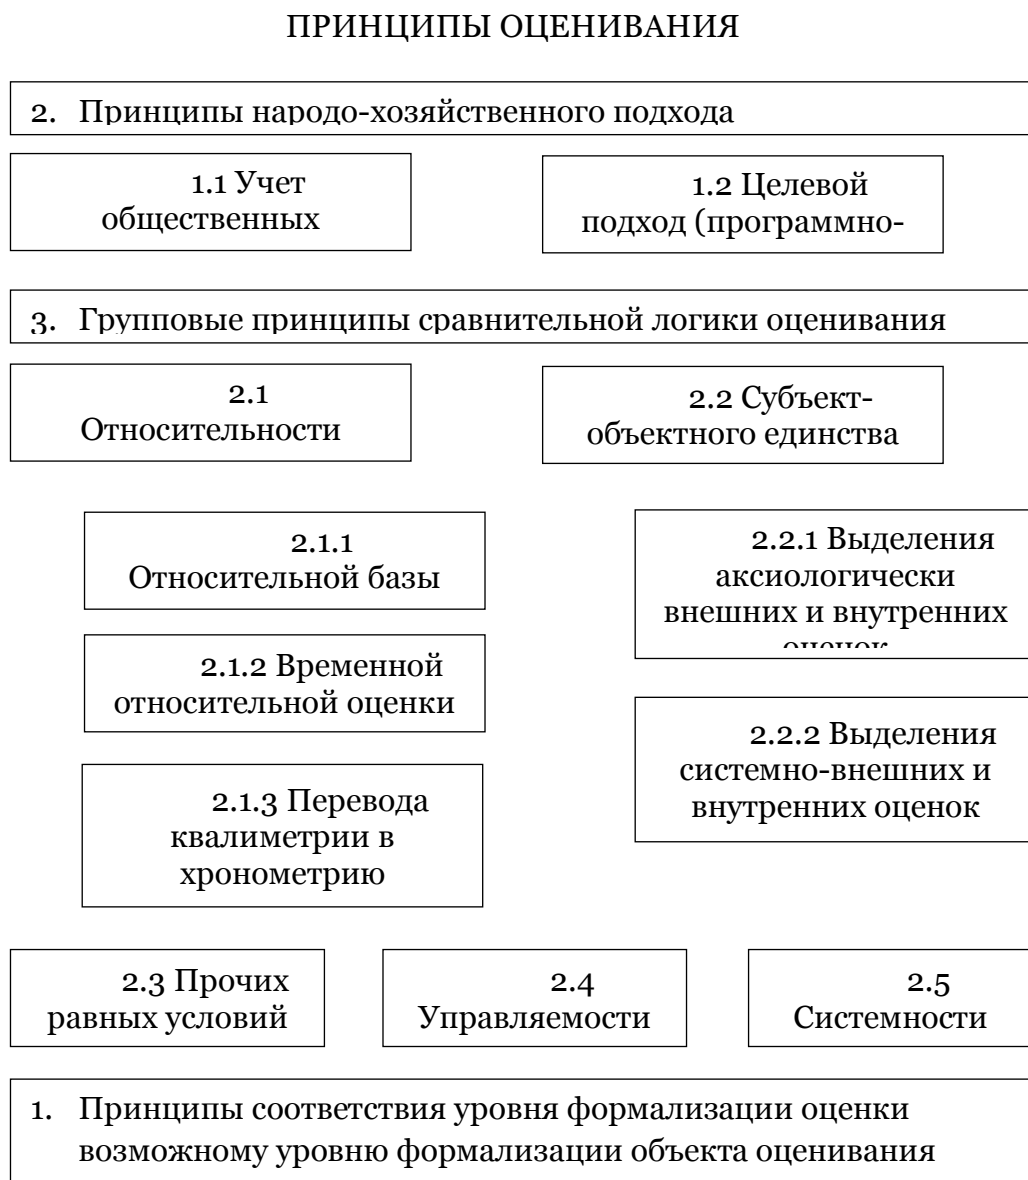 ПРИНЦИПЫ ОЦЕНИВАНИЯ
2. Принципы народо-хозяйственного подхода
1.1 Учет
общественных
1.2 Целевой
подход (программно-
3. Групповые принципы сравнительной логики оценивания
2.1
Относительности
2.2 Субъект-
объектного единства
2.1.1
Относительной базы
2.1.2 Временной
относительной оценки
2.1.3 Перевода
квалиметрии в
хронометрию
2.2.1 Выделения
аксиологически
внешних и внутренних
оценок
2.2.2 Выделения
системно-внешних и
внутренних оценок
2.3 Прочих
равных условий
2.4
Управляемости
2.5
Системности
1. Принципы соответствия уровня формализации оценки
возможному уровню формализации объекта оценивания